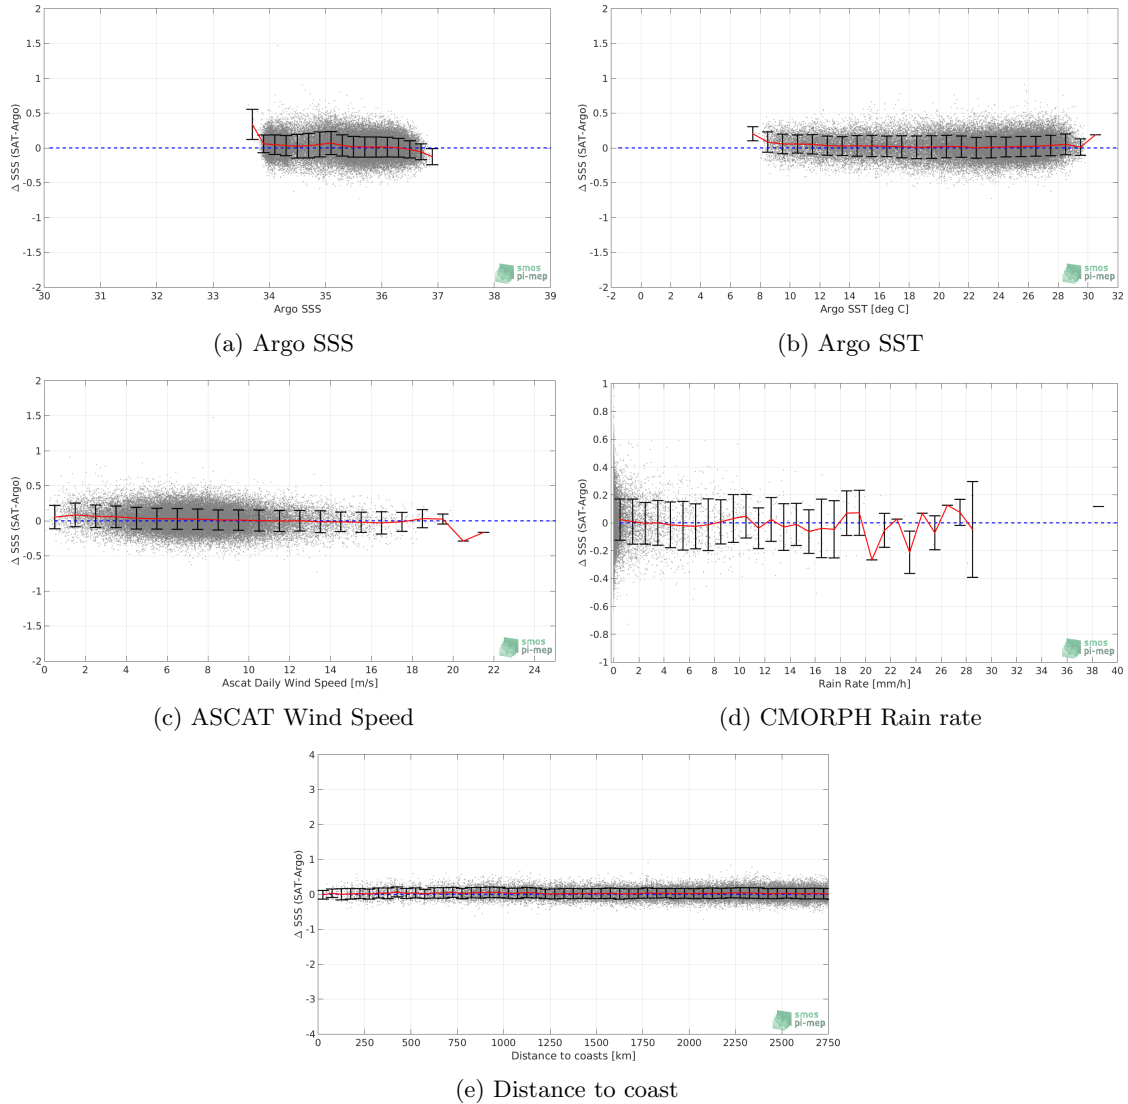 2
1.5
1
0.5
0
-0.5
-1
-1.5
-2
Δ SSS (SAT-Argo)
30 31 32 33 34 35 36 37 38 39
Argo SSS
smos
pi-mep
(a) Argo SSS
2
1.5
1
0.5
0
-0.5
-1
-1.5
-2
Δ SSS (SAT-Argo)
-2 0 2 4 6 8 10 12 14 16 18 20 22 24 26 28 30 32
Argo SST [deg C]
smos
pi-mep
(b) Argo SST
2
1.5
1
0.5
0
-0.5
-1
-1.5
-2
Δ SSS (SAT-Argo)
0 2 4 6 8 10 12 14 16 18 20 22 24
Ascat Daily Wind Speed [m/s]
smos
pi-mep
(c) ASCAT Wind Speed
1
0.8
0.6
0.4
0.2
0
-0.2
-0.4
-0.6
-0.8
-1
Δ SSS (SAT-Argo)
0 2 4 6 8 10 12 14 16 18 20 22 24 26 28 30 32 34 36 38 40
Rain Rate [mm/h]
smos
pi-mep
(d) CMORPH Rain rate
4
3
2
1
0
-1
-2
-3
-4
Δ SSS (SAT-Argo)
0 250 500 750 1000 1250 1500 1750 2000 2250 2500 2750
Distance to coasts [km]
smos
pi-mep
(e) Distance to coast